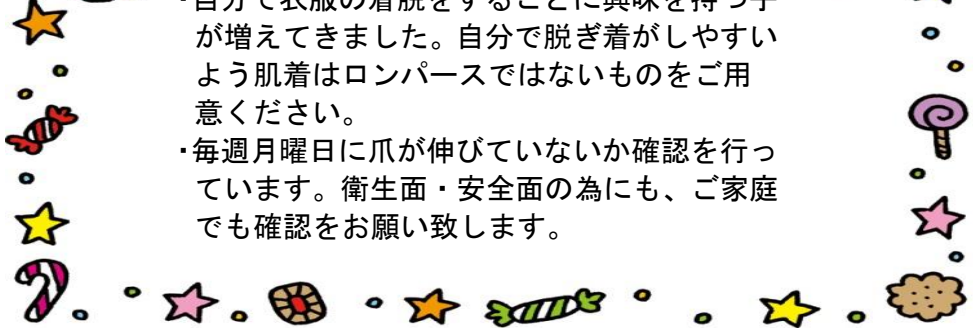 ・自分で衣服の着脱をすることに興味を持つ子
が増えてきました。自分で脱ぎ着がしやすい
よう肌着はロンパースではないものをご用
意ください。
・毎週月曜日に爪が伸びていないか確認を行っ
ています。衛生面・安全面の為にも、ご家庭
でも確認をお願い致します。